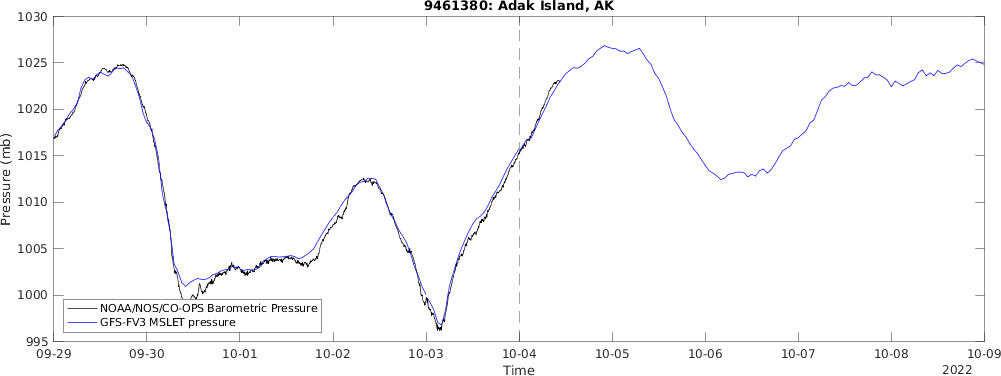 9461380: Adak Island, AK
1030
1025
1020
1015
1010
1005
1000
995
Pressure (mb)
NOAA/NOS/CO-OPS Barometric Pressure
GFS-FV3 MSLET pressure
09-29 09-30 10-01 10-02 10-03 10-04 10-05 10-06 10-07 10-08 10-09
Time
2022